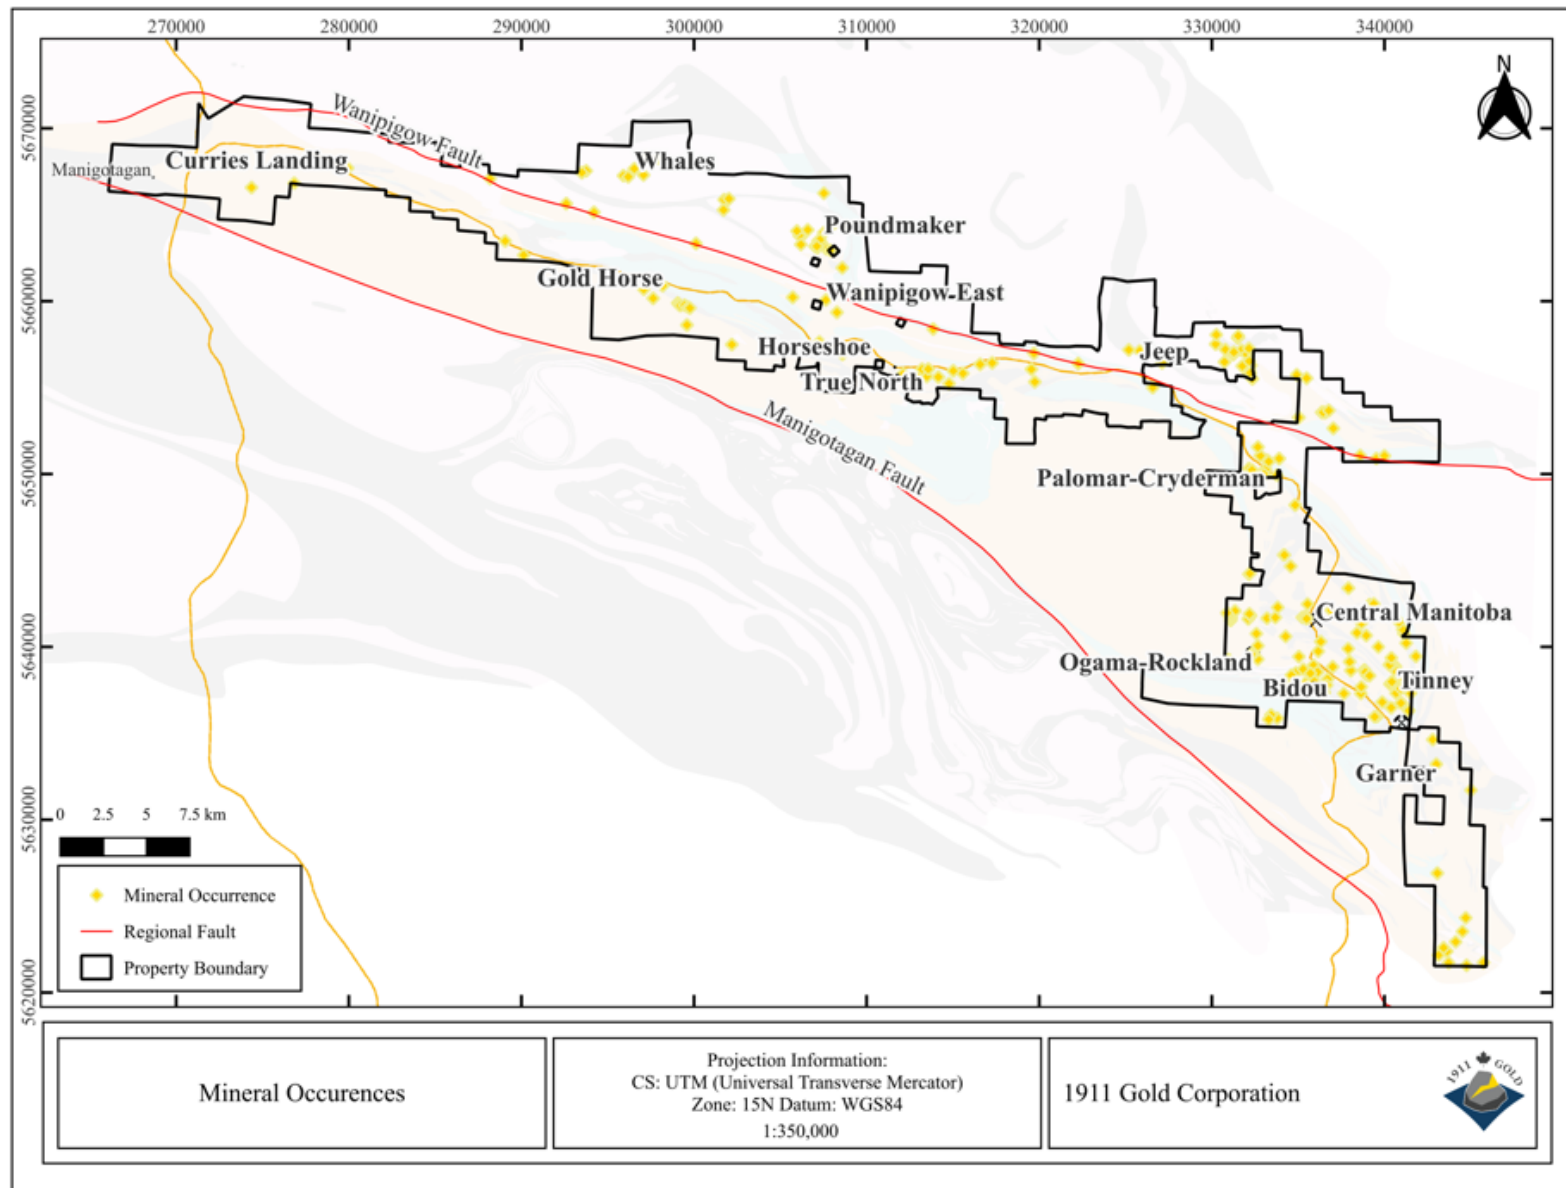 270000 280000 290000 300000 310000 320000 330000 340000
N
5670000
5660000
5650000
5640000
5630000
5620000
Wanipigow Fault
Manigotagan
Curries Landing
Whales
Poundmaker
Gold Horse
Wanipigow East
Horseshoe
Jeep
True North
Manigotagan Fault
Palomar-Cryderman
Central Manitoba
Ogama-Rockland
Bidou
Tinney
Garner
0 2.5 5 7.5 km
Mineral Occurrence
Regional Fault
Property Boundary
Mineral Occurences
Projection Information:
CS: UTM (Universal Transverse Mercator)
Zone: 15N Datum: WGS84
1:350,000
1911 Gold Corporation
1911 GOLD